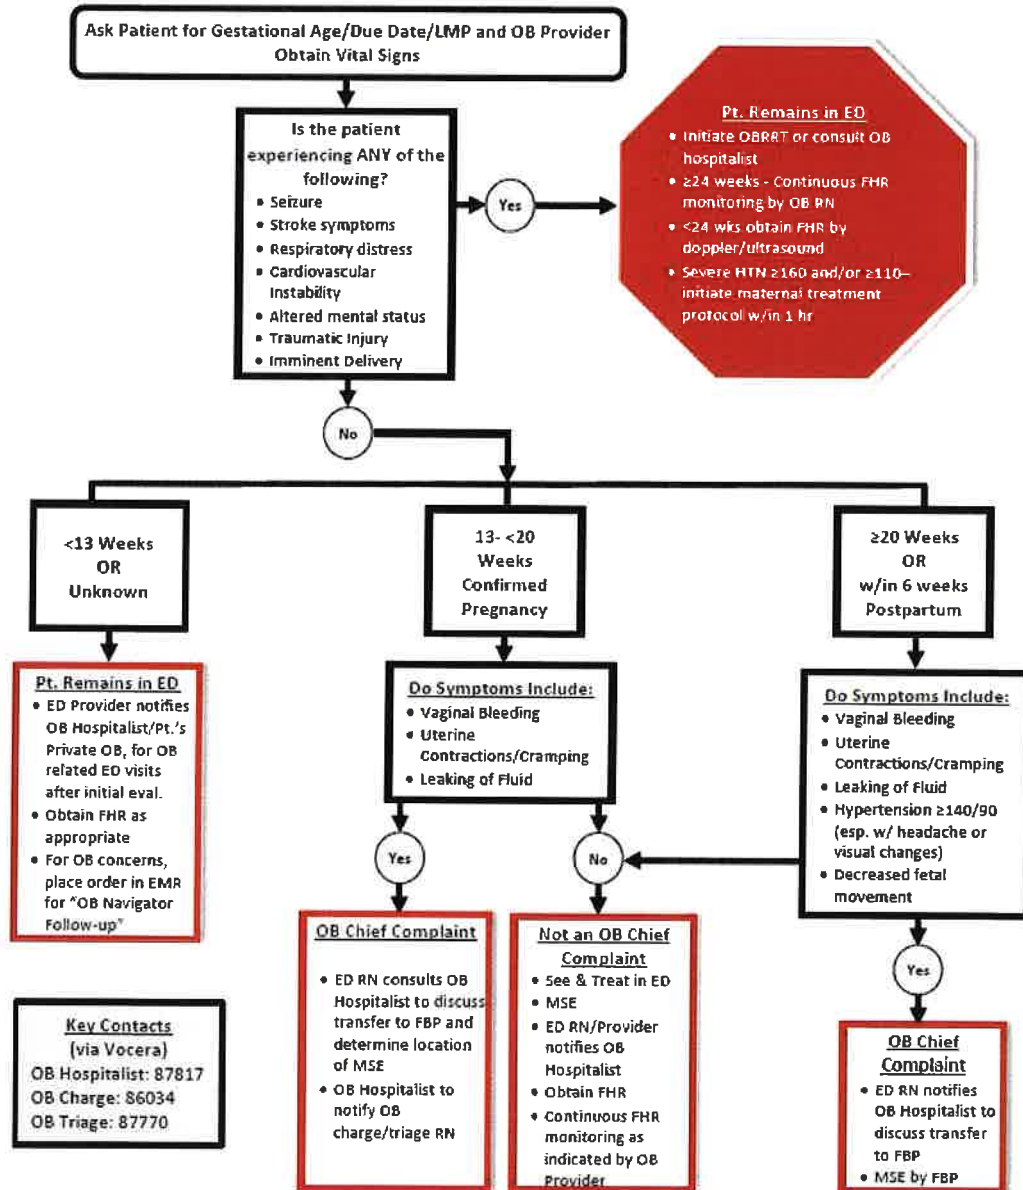 Ask Patient for Gestational Age/Due Date/LMP and OB Provider
Obtain Vital Signs
Is the patient
experiencing ANY of the
following?
• Seizure
• Stroke symptoms
• Respiratory distress
• Cardiovascular
Instability
• Altered mental status
• Traumatic Injury
• Imminent Delivery
Yes
Pt. Remains in ED
• Initiate OBRRT or consult OB
hospitalist
• ≥24 weeks - Continuous FHR
monitoring by OB RN
• <24 wks obtain FHR by
doppler/ultrasound
• Severe HTN ≥160 and/or ≥110–
initiate maternal treatment
protocol w/in 1 hr
No
<13 Weeks
OR
Unknown
13- <20
Weeks
Confirmed
Pregnancy
≥20 Weeks
OR
w/in 6 weeks
Postpartum
Pt. Remains in ED
• ED Provider notifies
OB Hospitalist/Pt.'s
Private OB, for OB
related ED visits
after initial eval.
• Obtain FHR as
appropriate
• For OB concerns,
place order in EMR
for "OB Navigator
Follow-up"
Do Symptoms Include:
• Vaginal Bleeding
• Uterine
Contractions/Cramping
• Leaking of Fluid
Do Symptoms Include:
• Vaginal Bleeding
• Uterine
Contractions/Cramping
• Leaking of Fluid
• Hypertension ≥140/90
(esp. w/ headache or
visual changes)
• Decreased fetal
movement
Yes
No
Yes
OB Chief Complaint
• ED RN consults OB
Hospitalist to discuss
transfer to FBP and
determine location
of MSE
• OB Hospitalist to
notify OB
charge/triage RN
Not an OB Chief
Complaint
• See & Treat in ED
• MSE
• ED RN/Provider
notifies OB
Hospitalist
• Obtain FHR
• Continuous FHR
monitoring as
indicated by OB
Provider
OB Chief
Complaint
• ED RN notifies
OB Hospitalist to
discuss transfer
to FBP
• MSE by FBP
Key Contacts
(via Vocera)
OB Hospitalist: 87817
OB Charge: 86034
OB Triage: 87770